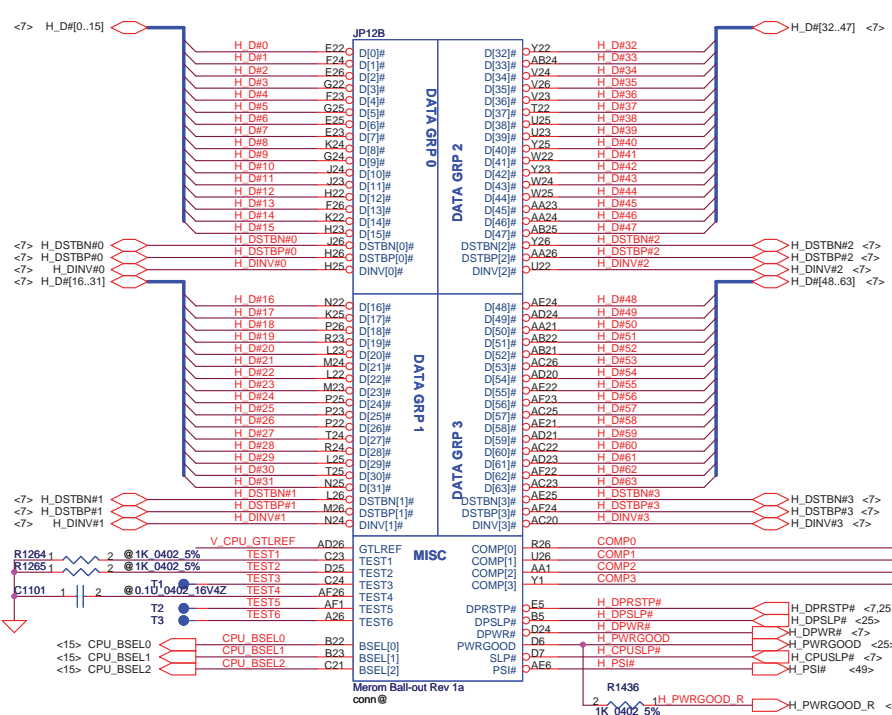 <7> H_D#[0..15] JP12B H_D#[32..47] <7>
H_D#0 E22 D[0]# D[32]# Y22 H_D#32
H_D#1 F24 D[1]# D[33]# AB24 H_D#33
H_D#2 E26 D[2]# D[34]# V24 H_D#34
H_D#3 G22 D[3]# D[35]# V26 H_D#35
H_D#4 F23 D[4]# D[36]# V23 H_D#36
H_D#5 G25 D[5]# D[37]# T22 H_D#37
H_D#6 E25 D[6]# D[38]# U25 H_D#38
H_D#7 E23 D[7]# D[39]# U23 H_D#39
H_D#8 K24 D[8]# D[40]# Y25 H_D#40
H_D#9 G24 D[9]# D[41]# W22 H_D#41
H_D#10 J24 D[10]# D[42]# Y23 H_D#42
H_D#11 J23 D[11]# D[43]# W24 H_D#43
H_D#12 H22 D[12]# D[44]# W25 H_D#44
H_D#13 F26 D[13]# D[45]# AA23 H_D#45
H_D#14 K22 D[14]# D[46]# AA24 H_D#46
H_D#15 H23 D[15]# D[47]# AB25 H_D#47
<7> H_DSTBN#0 H_DSTBN#0 J26 DSTBN[0]# DSTBN[2]# Y26 H_DSTBN#2 H_DSTBN#2 <7>
<7> H_DSTBP#0 H_DSTBP#0 H26 DSTBP[0]# DSTBP[2]# AA26 H_DSTBP#2 H_DSTBP#2 <7>
<7> H_DINV#0 H_DINV#0 H25 DINV[0]# DINV[2]# U22 H_DINV#2 H_DINV#2 <7>
DATA GRP 0
DATA GRP 2
<7> H_D#[16..31] H_D#[48..63] <7>
H_D#16 N22 D[16]# D[48]# AE24 H_D#48
H_D#17 K25 D[17]# D[49]# AD24 H_D#49
H_D#18 P26 D[18]# D[50]# AA21 H_D#50
H_D#19 R23 D[19]# D[51]# AB22 H_D#51
H_D#20 L23 D[20]# D[52]# AB21 H_D#52
H_D#21 M24 D[21]# D[53]# AC26 H_D#53
H_D#22 L22 D[22]# D[54]# AD20 H_D#54
H_D#23 M23 D[23]# D[55]# AE22 H_D#55
H_D#24 P25 D[24]# D[56]# AF23 H_D#56
H_D#25 P23 D[25]# D[57]# AC25 H_D#57
H_D#26 P22 D[26]# D[58]# AE21 H_D#58
H_D#27 T24 D[27]# D[59]# AD21 H_D#59
H_D#28 R24 D[28]# D[60]# AC22 H_D#60
H_D#29 L25 D[29]# D[61]# AD23 H_D#61
H_D#30 T25 D[30]# D[62]# AF22 H_D#62
H_D#31 N25 D[31]# D[63]# AC23 H_D#63
<7> H_DSTBN#1 H_DSTBN#1 L26 DSTBN[1]# DSTBN[3]# AE25 H_DSTBN#3 H_DSTBN#3 <7>
<7> H_DSTBP#1 H_DSTBP#1 M26 DSTBP[1]# DSTBP[3]# AF24 H_DSTBP#3 H_DSTBP#3 <7>
<7> H_DINV#1 H_DINV#1 N24 DINV[1]# DINV[3]# AC20 H_DINV#3 H_DINV#3 <7>
DATA GRP 1
DATA GRP 3
V_CPU_GTLREF AD26 GTLREF MISC COMP[0] R26 COMP0
R1264 1 2 @1K_0402_5% TEST1 C23 TEST1 COMP[1] U26 COMP1
R1265 1 2 @1K_0402_5% TEST2 D25 TEST2 COMP[2] AA1 COMP2
T1 TEST3 C24 TEST3 COMP[3] Y1 COMP3
C1101 1 2 @0.1U_0402_16V4Z TEST4 AF26 TEST4
T2 TEST5 AF1 TEST5 DPRSTP# E5 H_DPRSTP# H_DPRSTP# <7,25
T3 TEST6 A26 TEST6 DPSLP# B5 H_DPSLP# H_DPSLP# <25>
DPWR# D24 H_DPWR# H_DPWR# <7>
<15> CPU_BSEL0 CPU_BSEL0 B22 BSEL[0] PWRGOOD D6 H_PWRGOOD H_PWRGOOD <25>
<15> CPU_BSEL1 CPU_BSEL1 B23 BSEL[1] SLP# D7 H_CPUSLP# H_CPUSLP# <7>
<15> CPU_BSEL2 CPU_BSEL2 C21 BSEL[2] PSI# AE6 H_PSI# H_PSI# <49>
Merom Ball-out Rev 1a
conn@
R1436
2 1 H_PWRGOOD_R H_PWRGOOD_R <
1K_0402_5%